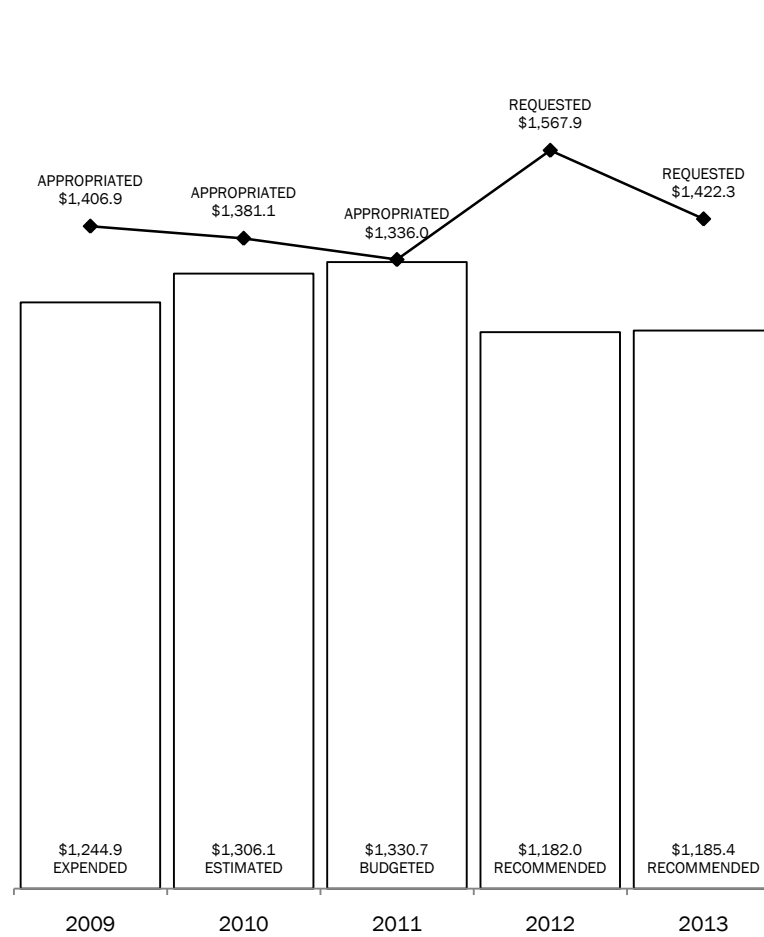 REQUESTED
$1,567.9
REQUESTED
$1,422.3
APPROPRIATED
$1,406.9
APPROPRIATED
$1,381.1
APPROPRIATED
$1,336.0
$1,244.9
EXPENDED
$1,306.1
ESTIMATED
$1,330.7
BUDGETED
$1,182.0
RECOMMENDED
$1,185.4
RECOMMENDED
2009 2010 2011 2012 2013